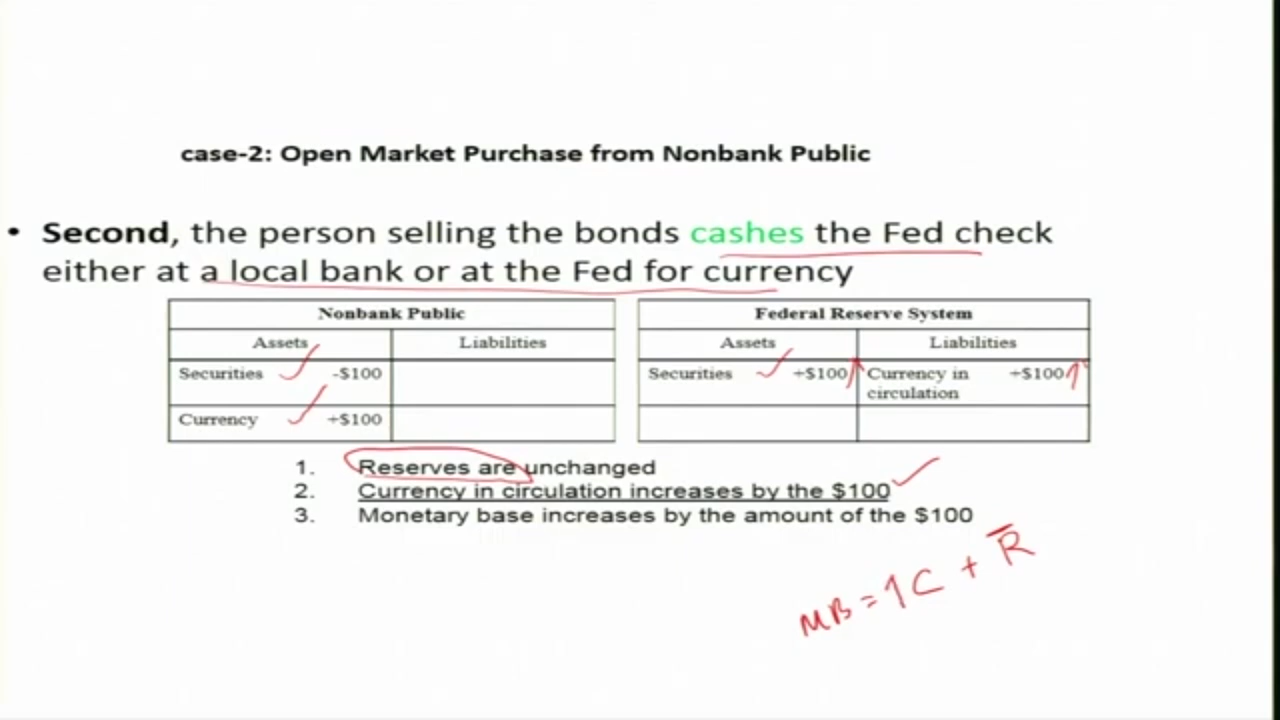 case-2: Open Market Purchase from Nonbank Public
• Second, the person selling the bonds cashes the Fed check
either at a local bank or at the Fed for currency
Nonbank Public
Assets Liabilities
Securities -$100
Currency +$100
Federal Reserve System
Assets Liabilities
Securities +$100 Currency in +$100
circulation
1. Reserves are unchanged
2. Currency in circulation increases by the $100
3. Monetary base increases by the amount of the $100
MB = ↑C + R̅